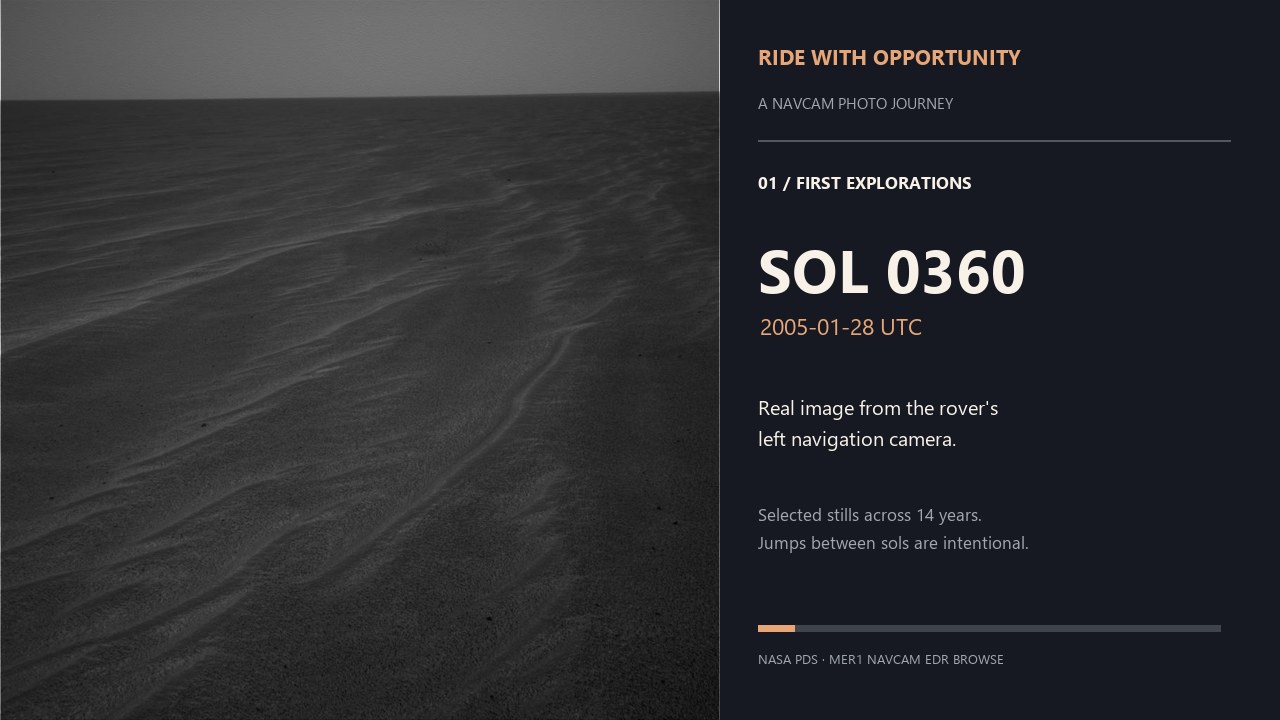 RIDE WITH OPPORTUNITY
A NAVCAM PHOTO JOURNEY
01 / FIRST EXPLORATIONS
SOL 0360
2005-01-28 UTC
Real image from the rover's
left navigation camera.
Selected stills across 14 years.
Jumps between sols are intentional.
NASA PDS · MER1 NAVCAM EDR BROWSE